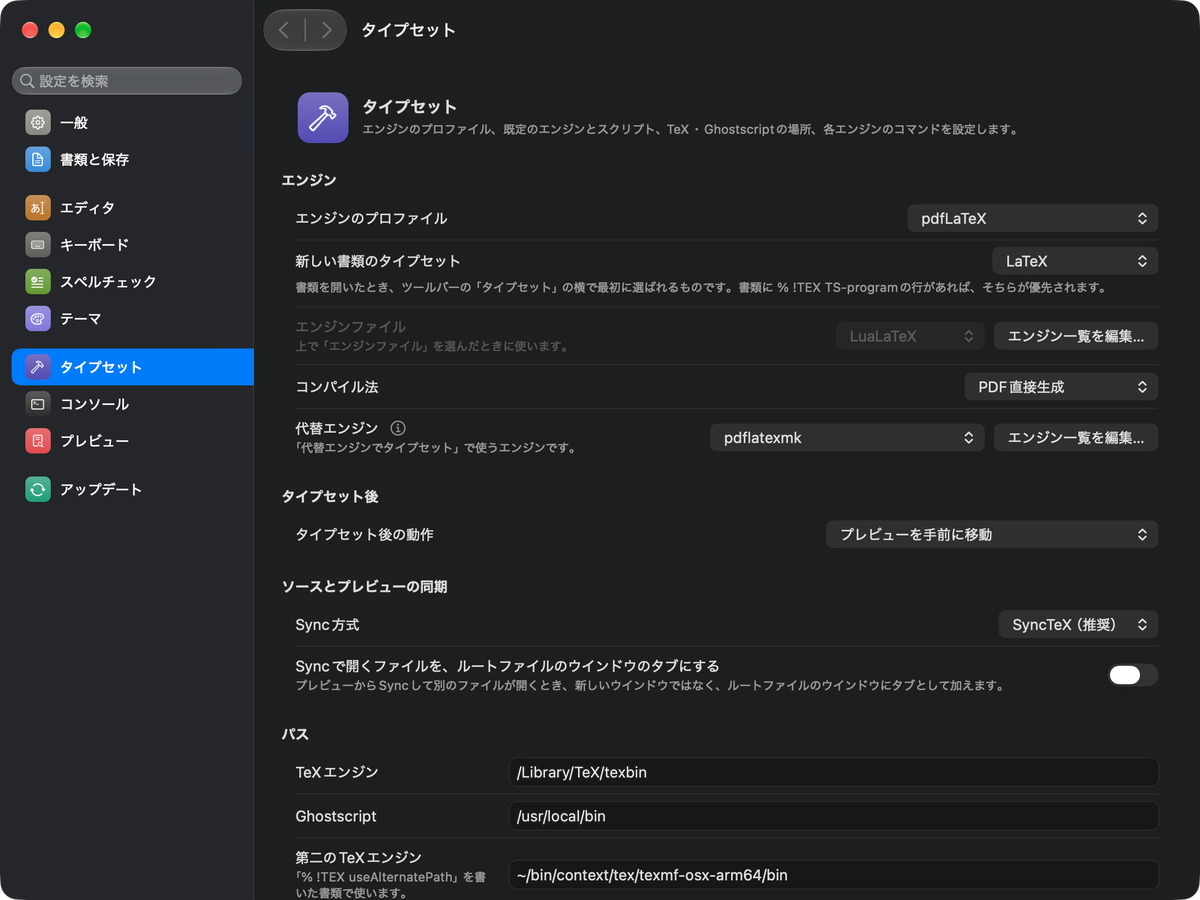 タイプセット
設定を検索
一般
書類と保存
エディタ
キーボード
スペルチェック
テーマ
タイプセット
コンソール
プレビュー
アップデート
タイプセット
エンジンのプロファイル、既定のエンジンとスクリプト、TeX・Ghostscriptの場所、各エンジンのコマンドを設定します。
エンジン
エンジンのプロファイル
pdfLaTeX
新しい書類のタイプセット
LaTeX
書類を開いたとき、ツールバーの「タイプセット」の横で最初に選ばれるものです。書類に % !TEX TS-programの行があれば、そちらが優先されます。
エンジンファイル
上で「エンジンファイル」を選んだときに使います。
LuaLaTeX
エンジン一覧を編集...
コンパイル法
PDF直接生成
代替エンジン
「代替エンジンでタイプセット」で使うエンジンです。
pdflatexmk
エンジン一覧を編集...
タイプセット後
タイプセット後の動作
プレビューを手前に移動
ソースとプレビューの同期
Sync方式
SyncTeX（推奨）
Syncで開くファイルを、ルートファイルのウインドウのタブにする
プレビューからSyncして別のファイルが開くとき、新しいウインドウではなく、ルートファイルのウインドウにタブとして加えます。
パス
TeXエンジン
/Library/TeX/texbin
Ghostscript
/usr/local/bin
第二のTeXエンジン
「% !TEX useAlternatePath」を書
いた書類で使います。
~/bin/context/tex/texmf-osx-arm64/bin